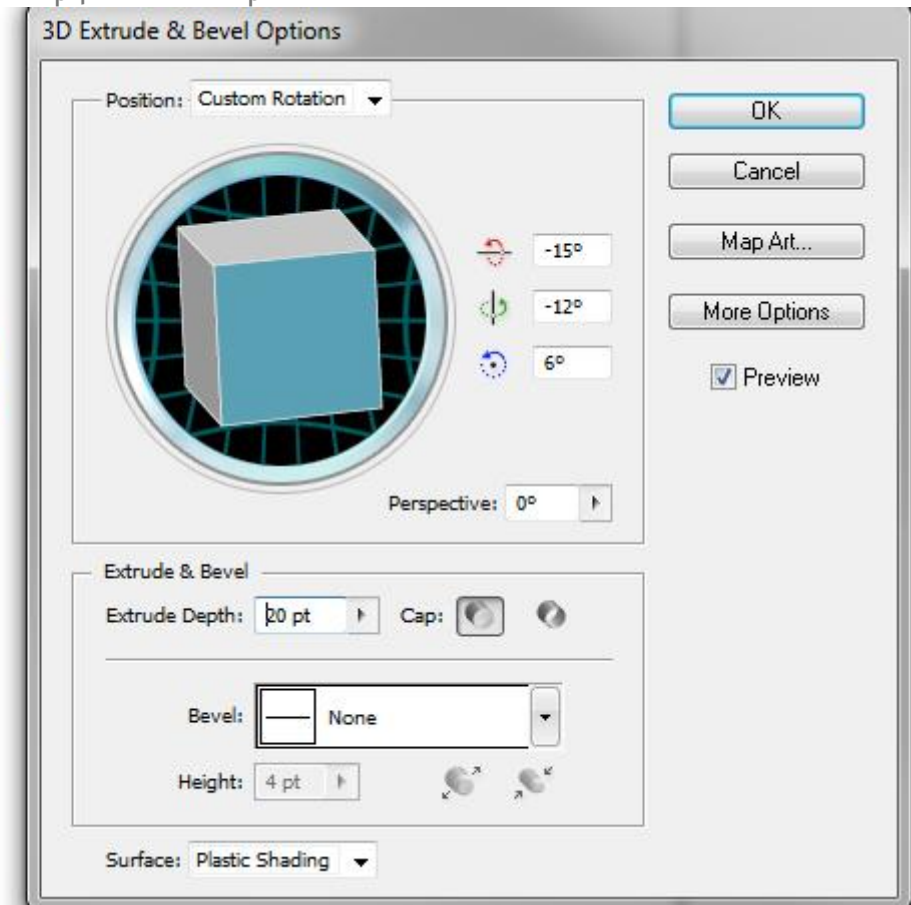 3D Extrude & Bevel Options
Position: Custom Rotation
OK
Cancel
Map Art...
More Options
Preview
-15°
-12°
6°
Perspective: 0°
Extrude & Bevel
Extrude Depth: 20 pt Cap:
Bevel: None
Height: 4 pt
Surface: Plastic Shading